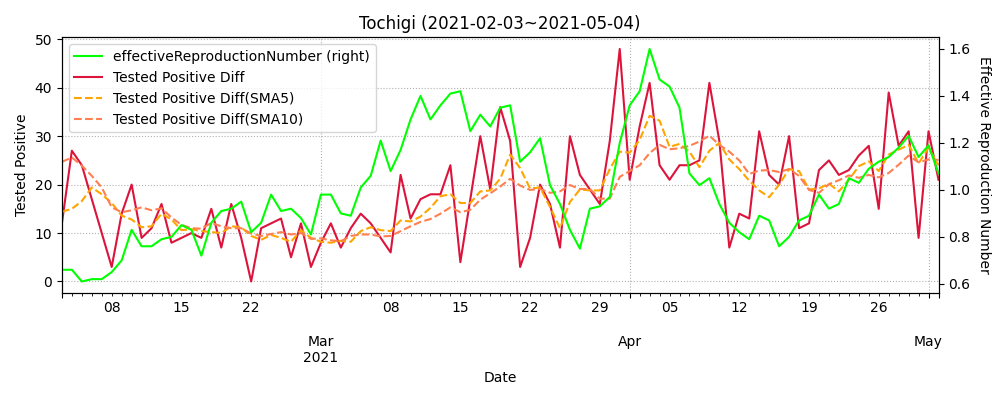 Tochigi (2021-02-03~2021-05-04)
effectiveReproductionNumber (right)
Tested Positive Diff
Tested Positive Diff(SMA5)
Tested Positive Diff(SMA10)
Tested Positive
50
40
30
20
10
0
Effective Reproduction Number
1.6
1.4
1.2
1.0
0.8
0.6
08 15 22 08 15 22 29 05 12 19 26
Mar Apr May
2021
Date